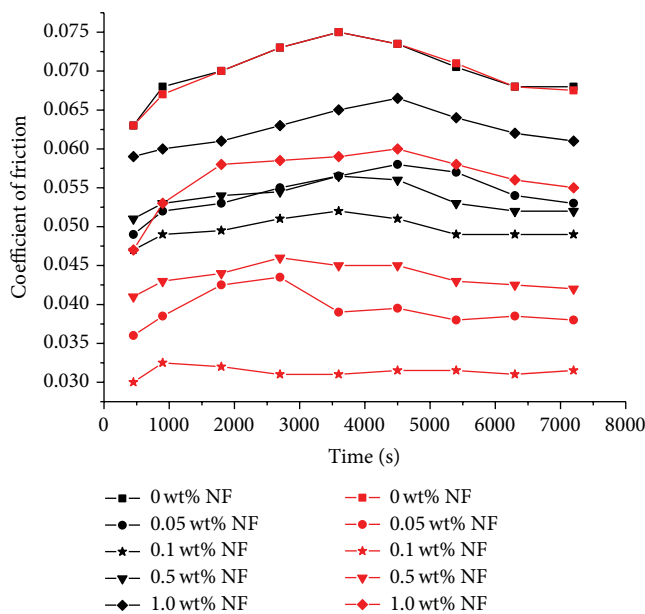 0.075
0.070
0.065
0.060
0.055
0.050
0.045
0.040
0.035
0.030
Coefficient of friction
0 1000 2000 3000 4000 5000 6000 7000 8000
Time (s)
0 wt% NF 0 wt% NF
0.05 wt% NF 0.05 wt% NF
0.1 wt% NF 0.1 wt% NF
0.5 wt% NF 0.5 wt% NF
1.0 wt% NF 1.0 wt% NF